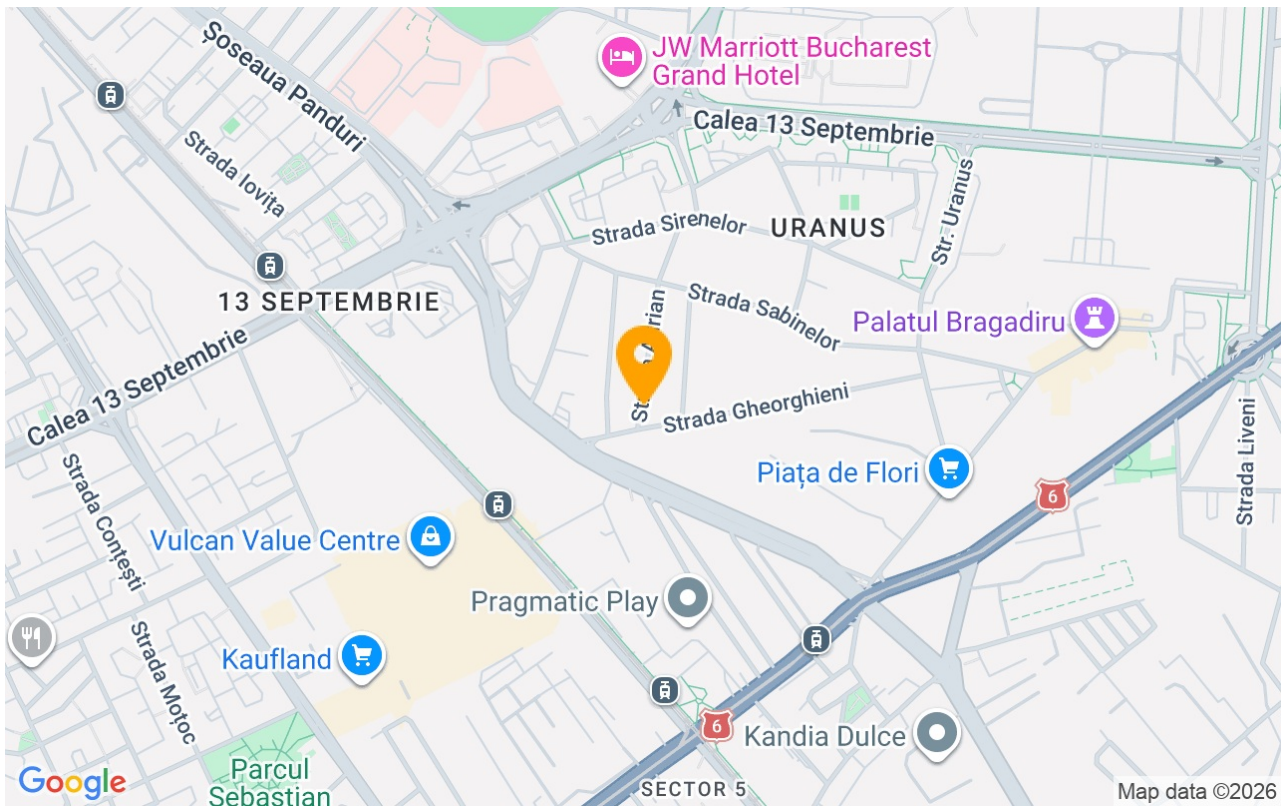 JW Marriott Bucharest
Grand Hotel
Șoseaua Panduri
Calea 13 Septembrie
Strada Iovița
Str. Uranus
Strada Sirenelor
URANUS
13 SEPTEMBRIE
Strada Sabinelor
Palatul Bragadiru
Calea 13 Septembrie
Strada Gheorghieni
Strada Liveni
Piața de Flori
6
Strada Contești
Vulcan Value Centre
Pragmatic Play
Strada Moțoc
Kaufland
6
Kandia Dulce
Parcul
Sebastian
SECTOR 5
Google
Map data ©2026